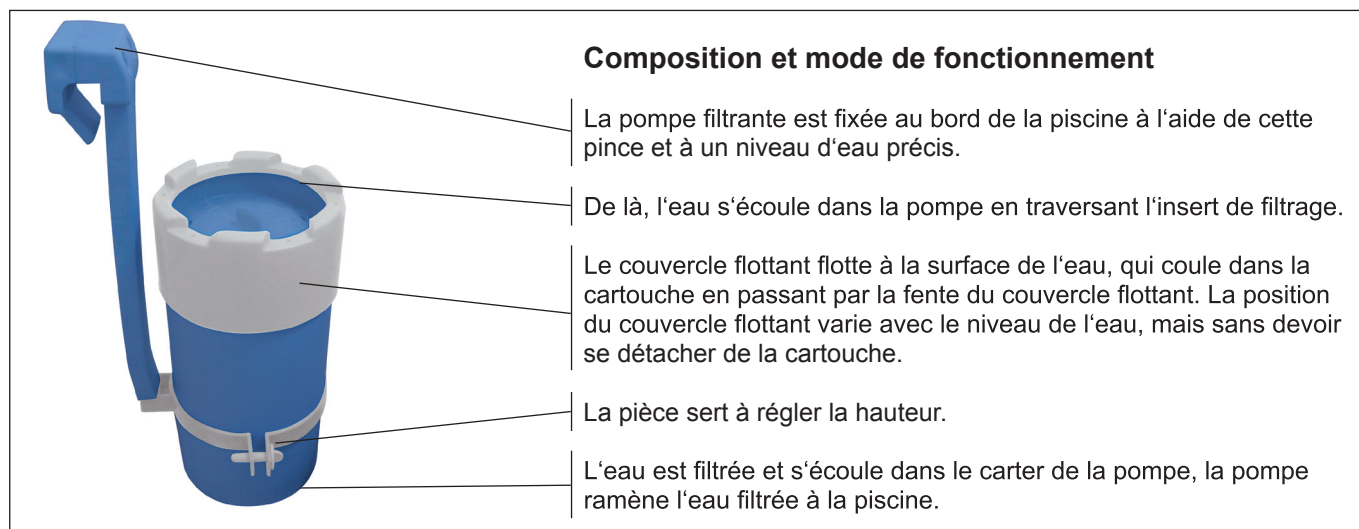 Composition et mode de fonctionnement
La pompe filtrante est fixée au bord de la piscine à l‘aide de cette
pince et à un niveau d‘eau précis.
De là, l‘eau s‘écoule dans la pompe en traversant l‘insert de filtrage.
Le couvercle flottant flotte à la surface de l‘eau, qui coule dans la
cartouche en passant par la fente du couvercle flottant. La position
du couvercle flottant varie avec le niveau de l‘eau, mais sans devoir
se détacher de la cartouche.
La pièce sert à régler la hauteur.
L‘eau est filtrée et s‘écoule dans le carter de la pompe, la pompe
ramène l‘eau filtrée à la piscine.